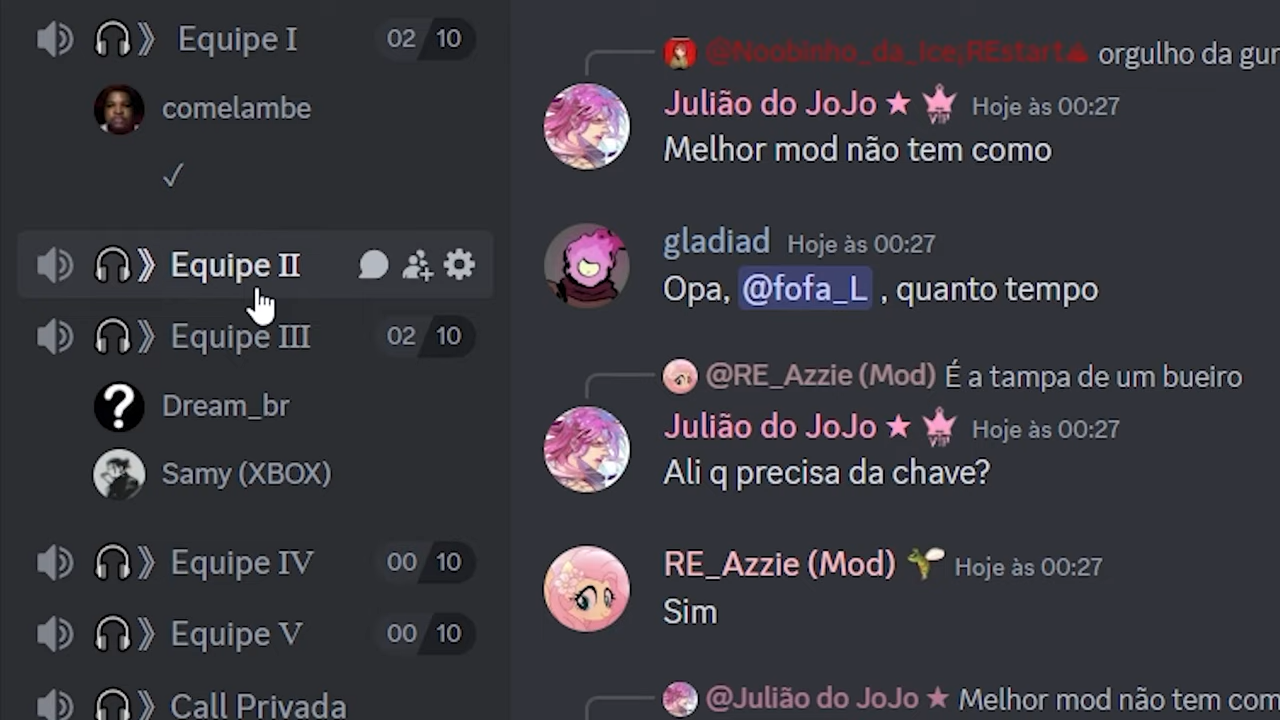 Equipe I 02 10
comelambe
✓
Equipe II
Equipe III 02 10
Dream_br
Samy (XBOX)
Equipe IV 00 10
Equipe V 00 10
Call Privada
@Noobinho_da_Ice¡REstart orgulho da gur
Julião do JoJo ★ VIP Hoje às 00:27
Melhor mod não tem como
gladiad Hoje às 00:27
Opa, @fofa_L , quanto tempo
@RE_Azzie (Mod) É a tampa de um bueiro
Julião do JoJo ★ VIP Hoje às 00:27
Ali q precisa da chave?
RE_Azzie (Mod) Hoje às 00:27
Sim
@Julião do JoJo ★ Melhor mod não tem com